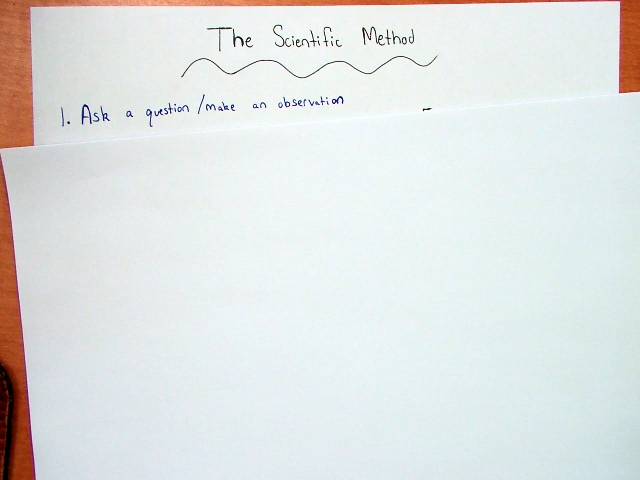 The Scientific Method
1. Ask a question /make an observation